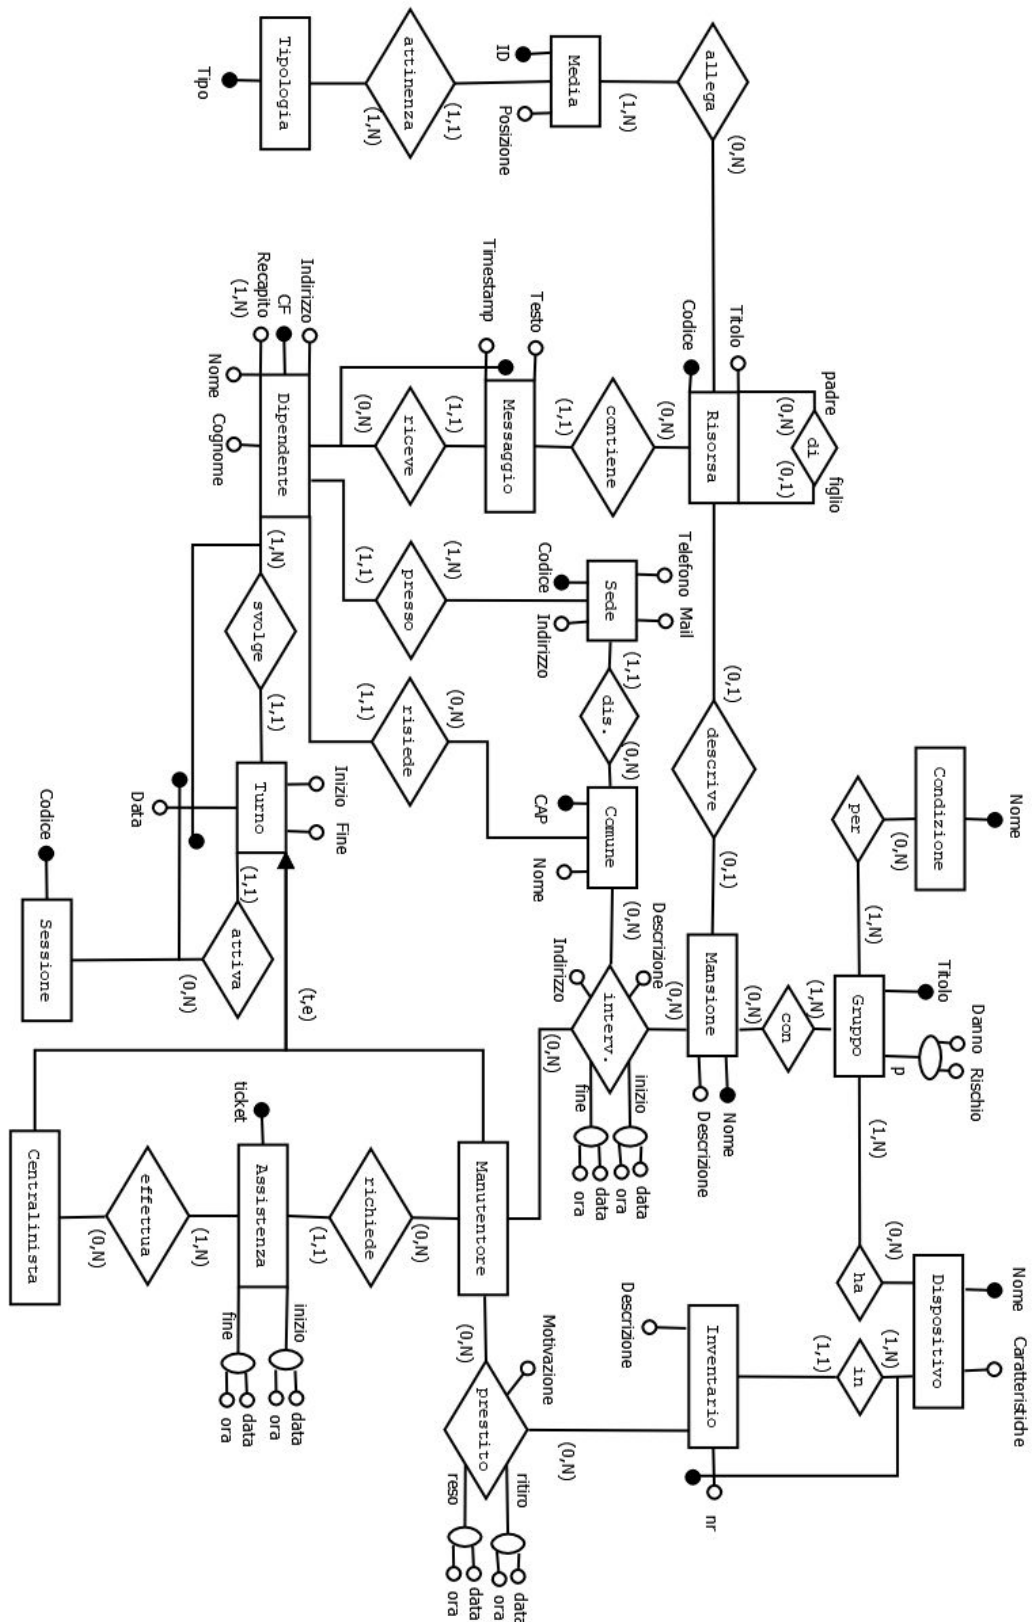 Tipologia
Tipo
attinenza
(1,N)
(1,1)
Media
ID
Posizione
(1,N)
allega
(0,N)
Risorsa
Codice
Titolo
padre
(0,N)
di
(0,1)
figlio
contiene
(0,N)
(1,1)
Messaggio
Timestamp
Testo
riceve
(1,1)
(0,N)
Dipendente
Indirizzo
CF
Recapito
(1,N)
Nome
Cognome
(1,N)
svolge
(1,1)
presso
(1,1)
(1,N)
Sede
Codice
Indirizzo
Telefono
Mail
(1,1)
dis.
(0,N)
risiede
(1,1)
(0,N)
Comune
CAP
Nome
(0,N)
Turno
Inizio
Fine
Data
(1,1)
attiva
(0,N)
Sessione
Codice
(t,e)
descrive
(0,1)
(0,1)
Mansione
Nome
Descrizione
(0,N)
(0,N)
con
(1,N)
Gruppo
Titolo
p
Danno
Rischio
(1,N)
per
(0,N)
Condizione
Nome
(1,N)
ha
(0,N)
Dispositivo
Nome
Caratteristiche
(1,N)
in
(1,1)
Inventario
Descrizione
nr
(0,N)
interv.
Descrizione
Indirizzo
(0,N)
inizio
data
ora
fine
data
ora
Manutentore
(0,N)
richiede
(1,1)
Assistenza
ticket
inizio
data
ora
fine
data
ora
(1,N)
effettua
(0,N)
Centralinista
(0,N)
prestito
Motivazione
ritiro
data
ora
reso
data
ora